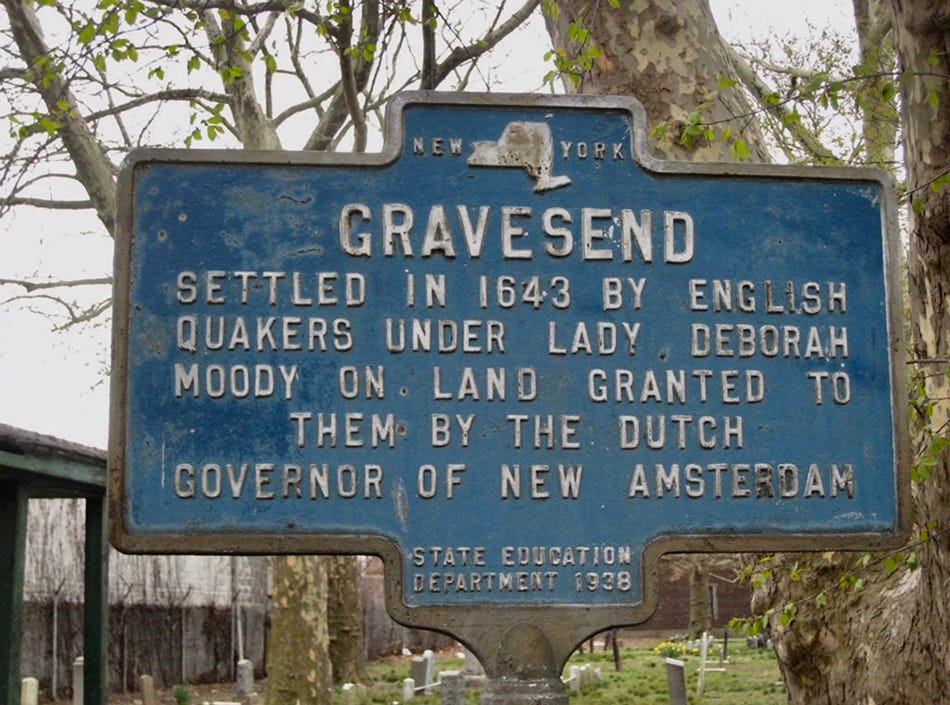 NEW YORK
GRAVESEND
SETTLED IN 1643 BY ENGLISH
QUAKERS UNDER LADY DEBORAH
MOODY ON LAND GRANTED TO
THEM BY THE DUTCH
GOVERNOR OF NEW AMSTERDAM
STATE EDUCATION
DEPARTMENT 1938